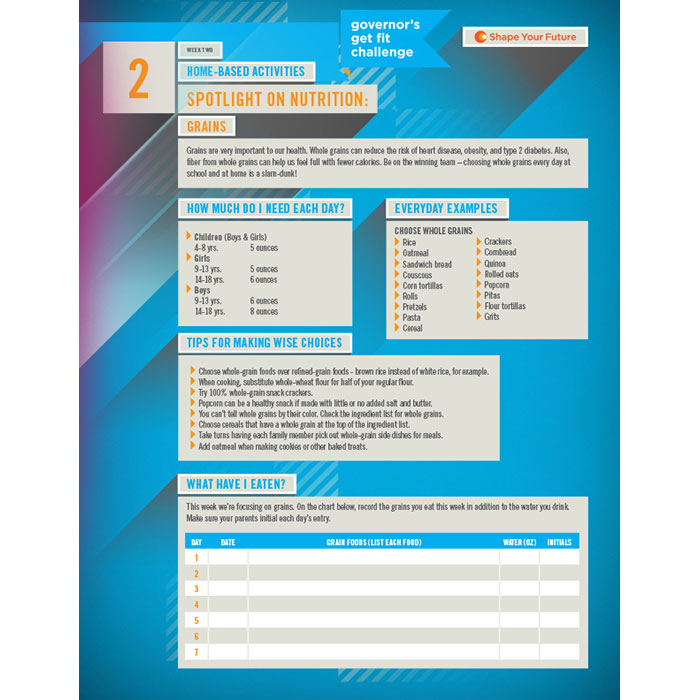 governor's
get fit
challenge
Shape Your Future
2
WEEK TWO
HOME-BASED ACTIVITIES
SPOTLIGHT ON NUTRITION:
GRAINS
Grains are very important to our health. Whole grains can reduce the risk of heart disease, obesity, and type 2 diabetes. Also,
fiber from whole grains can help us feel full with fewer calories. Be on the winning team – choosing whole grains every day at
school and at home is a slam-dunk!
HOW MUCH DO I NEED EACH DAY?
Children (Boys & Girls)
4-8 yrs. 5 ounces
Girls
9-13 yrs. 5 ounces
14-18 yrs. 6 ounces
Boys
9-13 yrs. 6 ounces
14-18 yrs. 8 ounces
EVERYDAY EXAMPLES
CHOOSE WHOLE GRAINS
Rice
Oatmeal
Sandwich bread
Couscous
Corn tortillas
Rolls
Pretzels
Pasta
Cereal
Crackers
Cornbread
Quinoa
Rolled oats
Popcorn
Pitas
Flour tortillas
Grits
TIPS FOR MAKING WISE CHOICES
Choose whole-grain foods over refined-grain foods - brown rice instead of white rice, for example.
When cooking, substitute whole-wheat flour for half of your regular flour.
Try 100% whole-grain snack crackers.
Popcorn can be a healthy snack if made with little or no added salt and butter.
You can't tell whole grains by their color. Check the ingredient list for whole grains.
Choose cereals that have a whole grain at the top of the ingredient list.
Take turns having each family member pick out whole-grain side dishes for meals.
Add oatmeal when making cookies or other baked treats.
WHAT HAVE I EATEN?
This week we're focusing on grains. On the chart below, record the grains you eat this week in addition to the water you drink.
Make sure your parents initial each day's entry.
DAY DATE GRAIN FOODS (LIST EACH FOOD) WATER (OZ) INITIALS
1
2
3
4
5
6
7